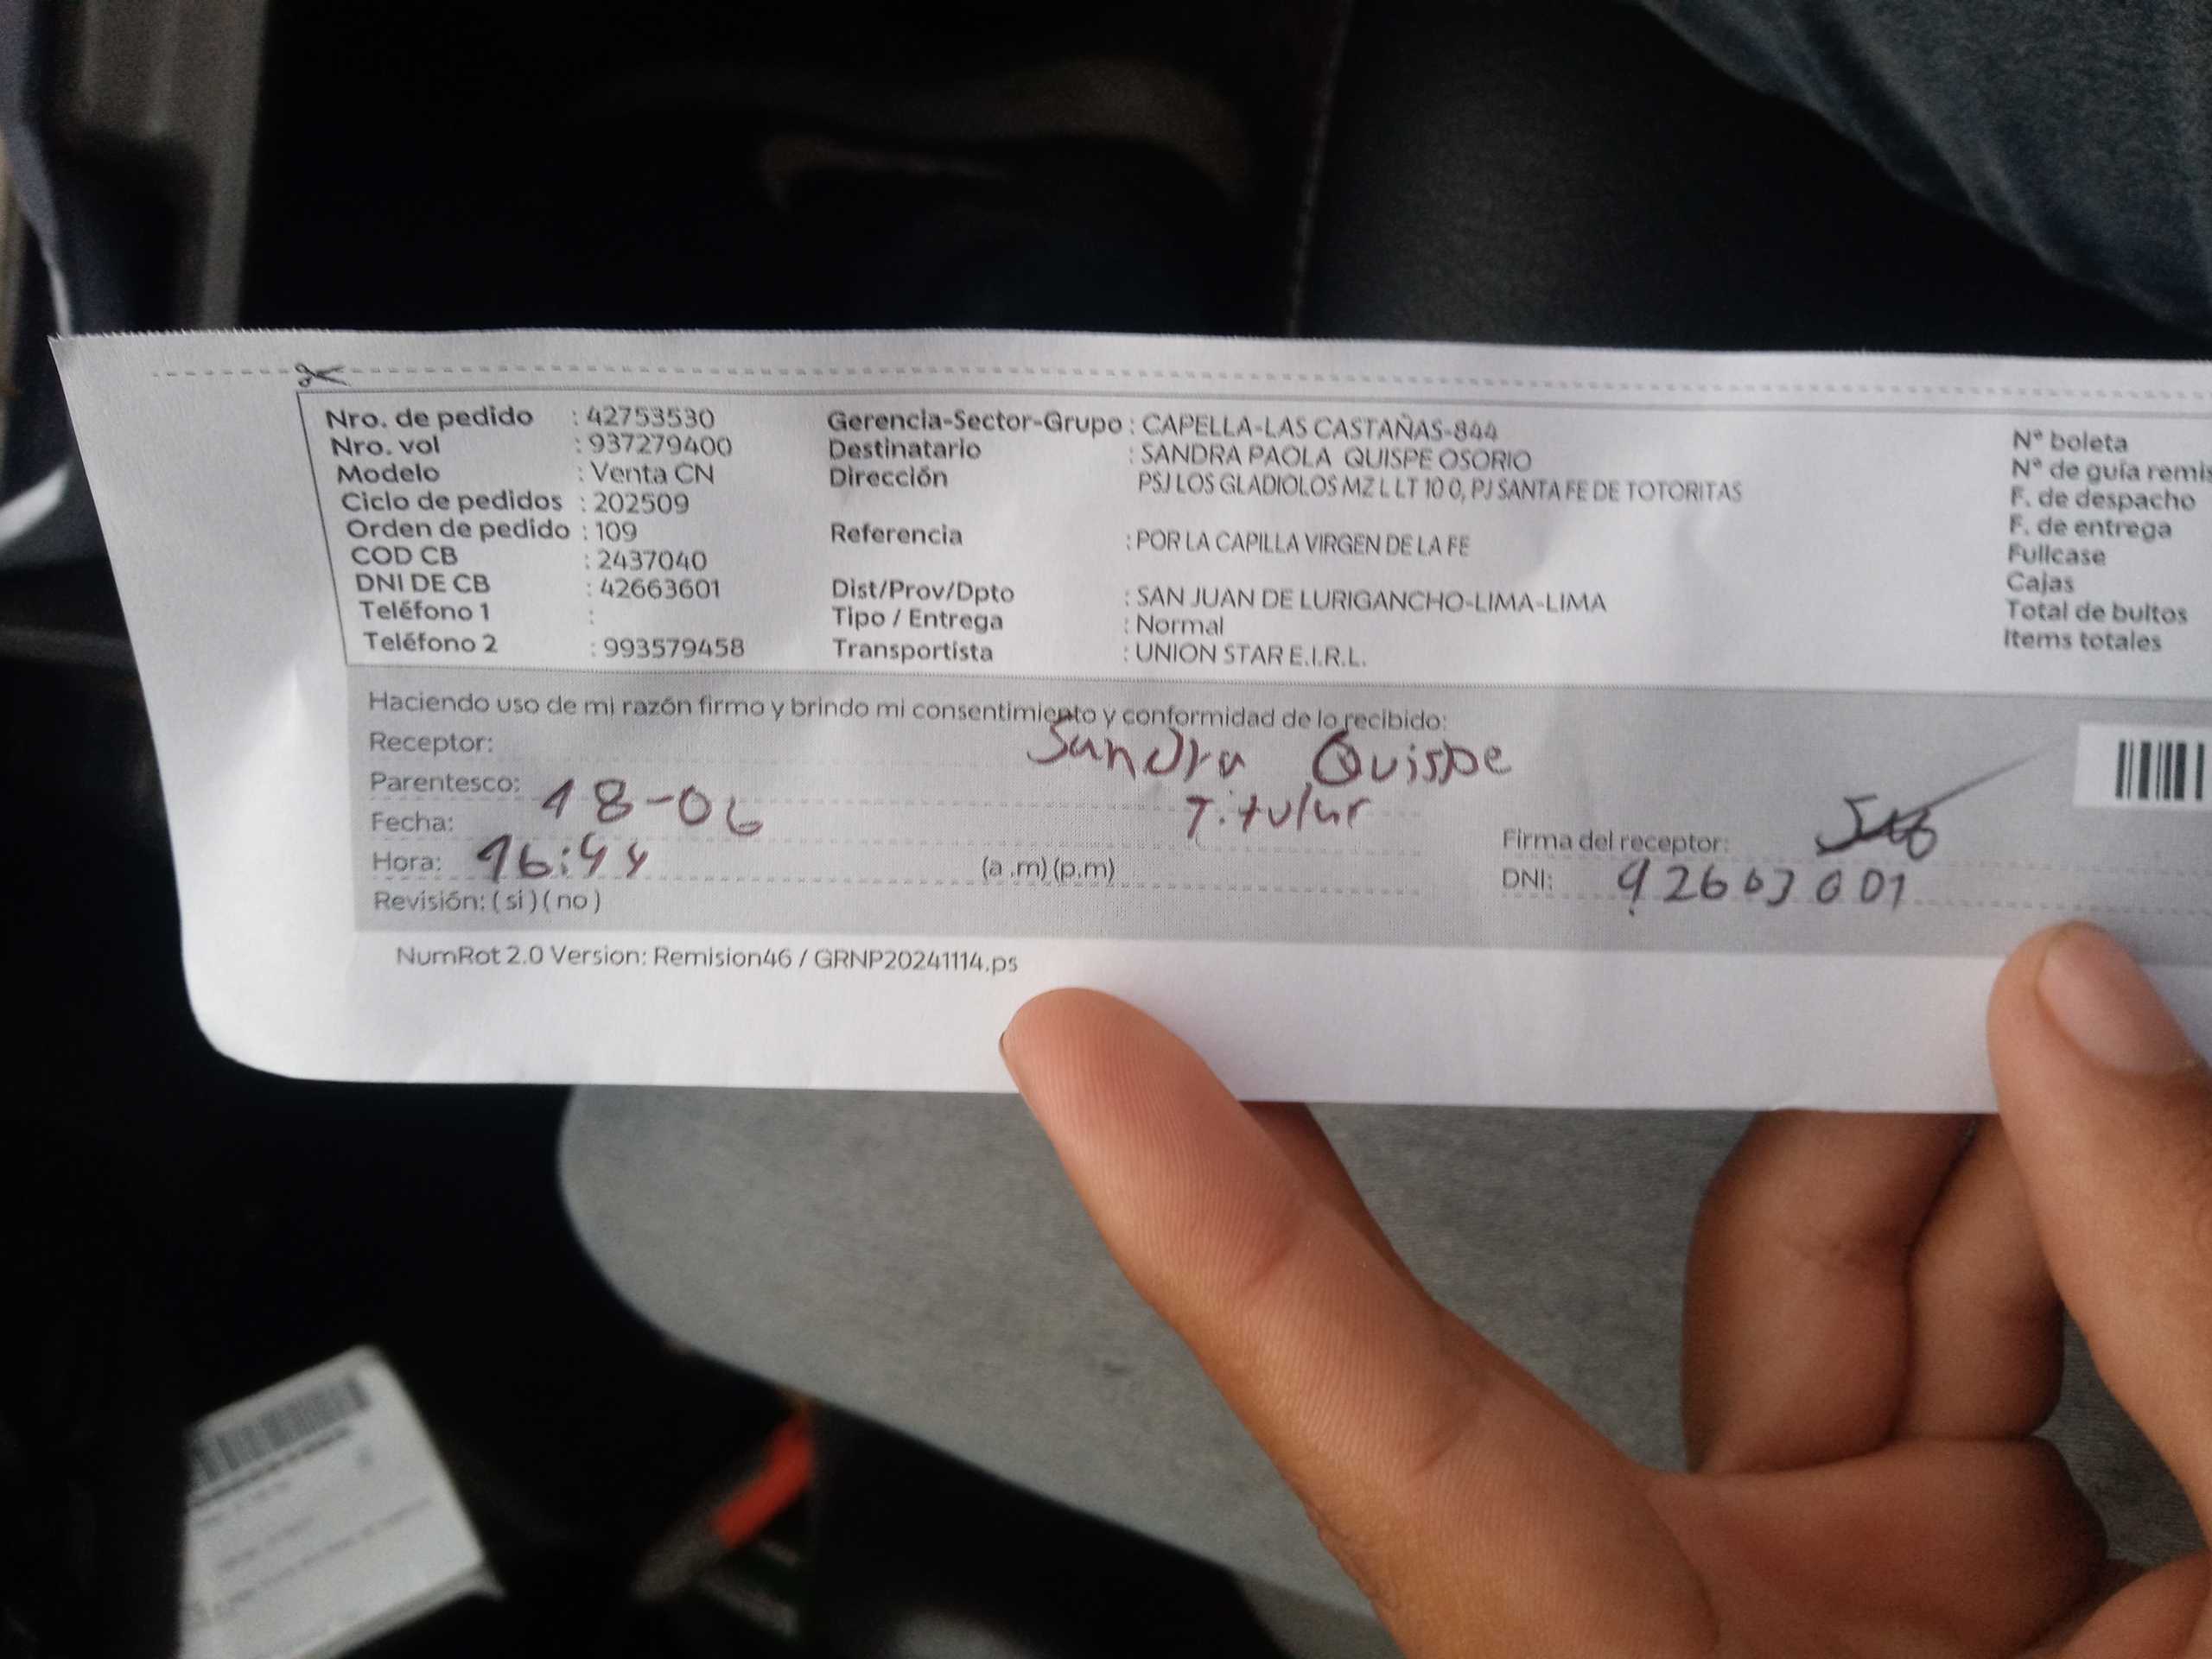 Nro. de pedido : 42753530
Nro. vol : 937279400
Modelo : Venta CN
Ciclo de pedidos : 202509
Orden de pedido : 109
COD CB : 2437040
DNI DE CB : 42663601
Teléfono 1 :
Teléfono 2 : 993579458
Gerencia-Sector-Grupo : CAPELLA-LAS CASTAÑAS-844
Destinatario : SANDRA PAOLA QUISPE OSORIO
Dirección PSJ LOS GLADIOLOS MZ L LT 10 0, PJ SANTA FE DE TOTORITAS
Referencia : POR LA CAPILLA VIRGEN DE LA FE
Dist/Prov/Dpto : SAN JUAN DE LURIGANCHO-LIMA-LIMA
Tipo / Entrega : Normal
Transportista : UNION STAR E.I.R.L.
N° boleta
N° de guía remis
F. de despacho
F. de entrega
Fullcase
Cajas
Total de bultos
Items totales
Haciendo uso de mi razón firmo y brindo mi consentimiento y conformidad de lo recibido:
Receptor: Sandra Quispe
Parentesco: Titular
Fecha: 18-06
Hora: 16:44 (a .m) (p.m)
Revisión: ( si ) ( no )
Firma del receptor:
DNI:
NumRot 2.0 Version: Remision46 / GRNP20241114.ps